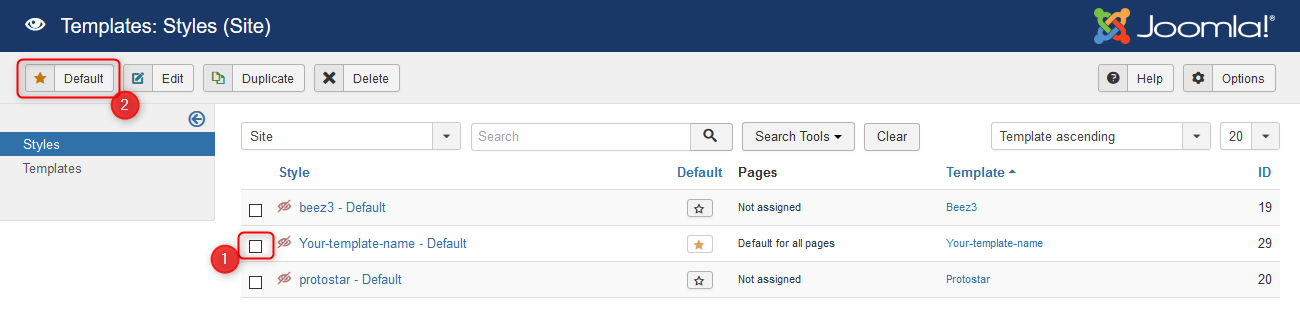 Templates: Styles (Site)
Joomla!®
Default Edit Duplicate Delete Help Options
2
Styles
Templates
Site Search Search Tools Clear Template ascending 20
Style Default Pages Template ID
beez3 - Default Not assigned Beez3 19
Your-template-name - Default Default for all pages Your-template-name 29
1
protostar - Default Not assigned Protostar 20